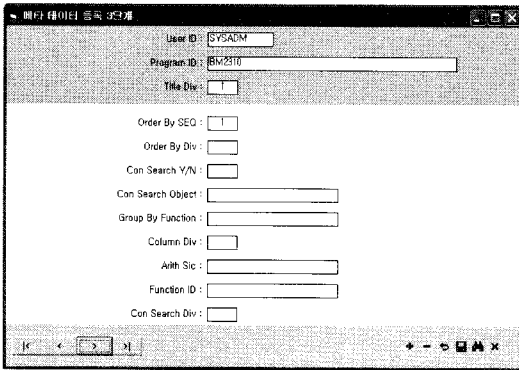 메타 데이터 등록 3단계
User ID : SYSADM
Program ID : BM2310
Title Div : 1
Order By SEQ : 1
Order By Div :
Con Search Y/N :
Con Search Object :
Group By Function :
Column Div :
Arith Sic :
Function ID :
Con Search Div :